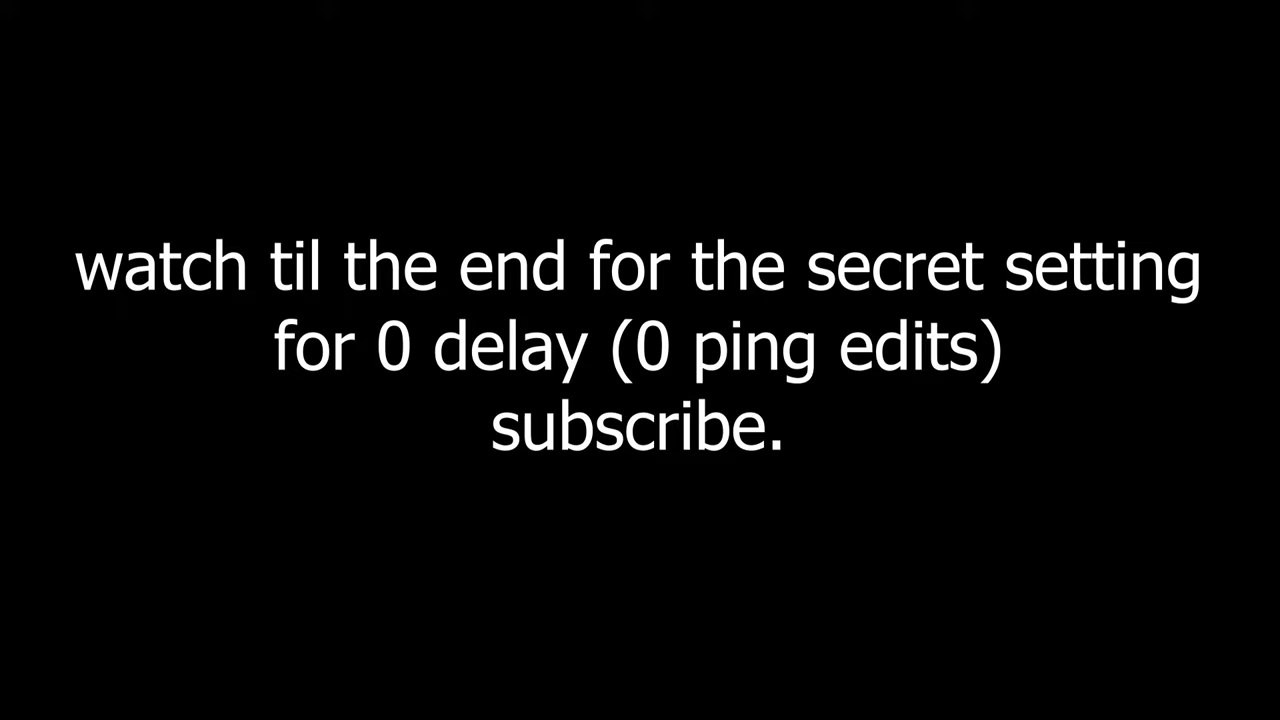 watch til the end for the secret setting
for 0 delay (0 ping edits)
subscribe.